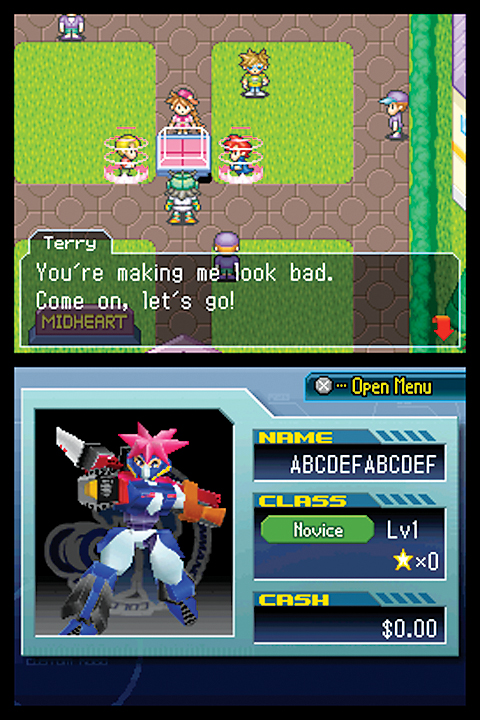 Terry
You're making me look bad.
Come on, let's go!
MIDHEART
X ··· Open Menu
NAME
ABCDEFABCDEF
CLASS
Novice Lv1
★×0
CASH
$0.00